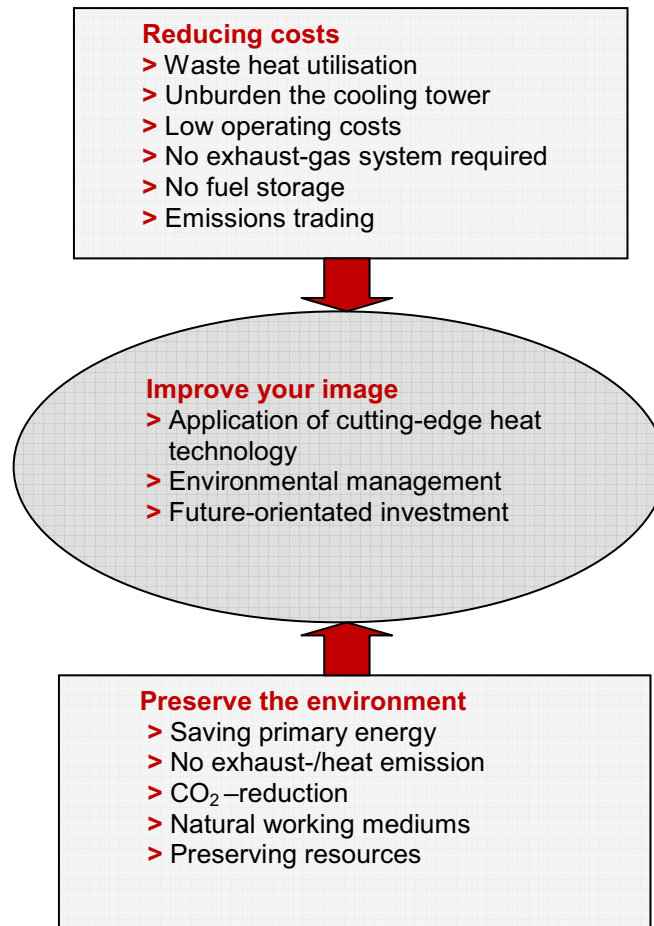 Reducing costs
> Waste heat utilisation
> Unburden the cooling tower
> Low operating costs
> No exhaust-gas system required
> No fuel storage
> Emissions trading
Improve your image
> Application of cutting-edge heat
technology
> Environmental management
> Future-orientated investment
Preserve the environment
> Saving primary energy
> No exhaust-/heat emission
> CO₂ –reduction
> Natural working mediums
> Preserving resources